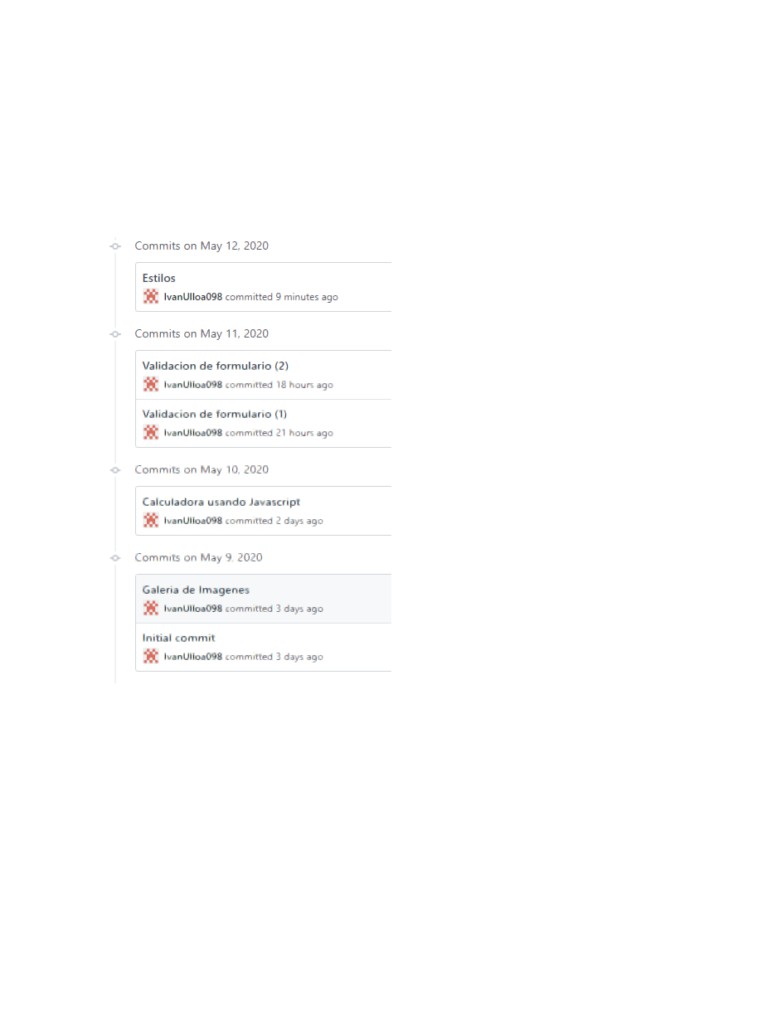 Commits on May 12, 2020
Estilos
IvanUlloa098 committed 9 minutes ago
Commits on May 11, 2020
Validacion de formulario (2)
IvanUlloa098 committed 18 hours ago
Validacion de formulario (1)
IvanUlloa098 committed 21 hours ago
Commits on May 10, 2020
Calculadora usando Javascript
IvanUlloa098 committed 2 days ago
Commits on May 9, 2020
Galeria de Imagenes
IvanUlloa098 committed 3 days ago
Initial commit
IvanUlloa098 committed 3 days ago